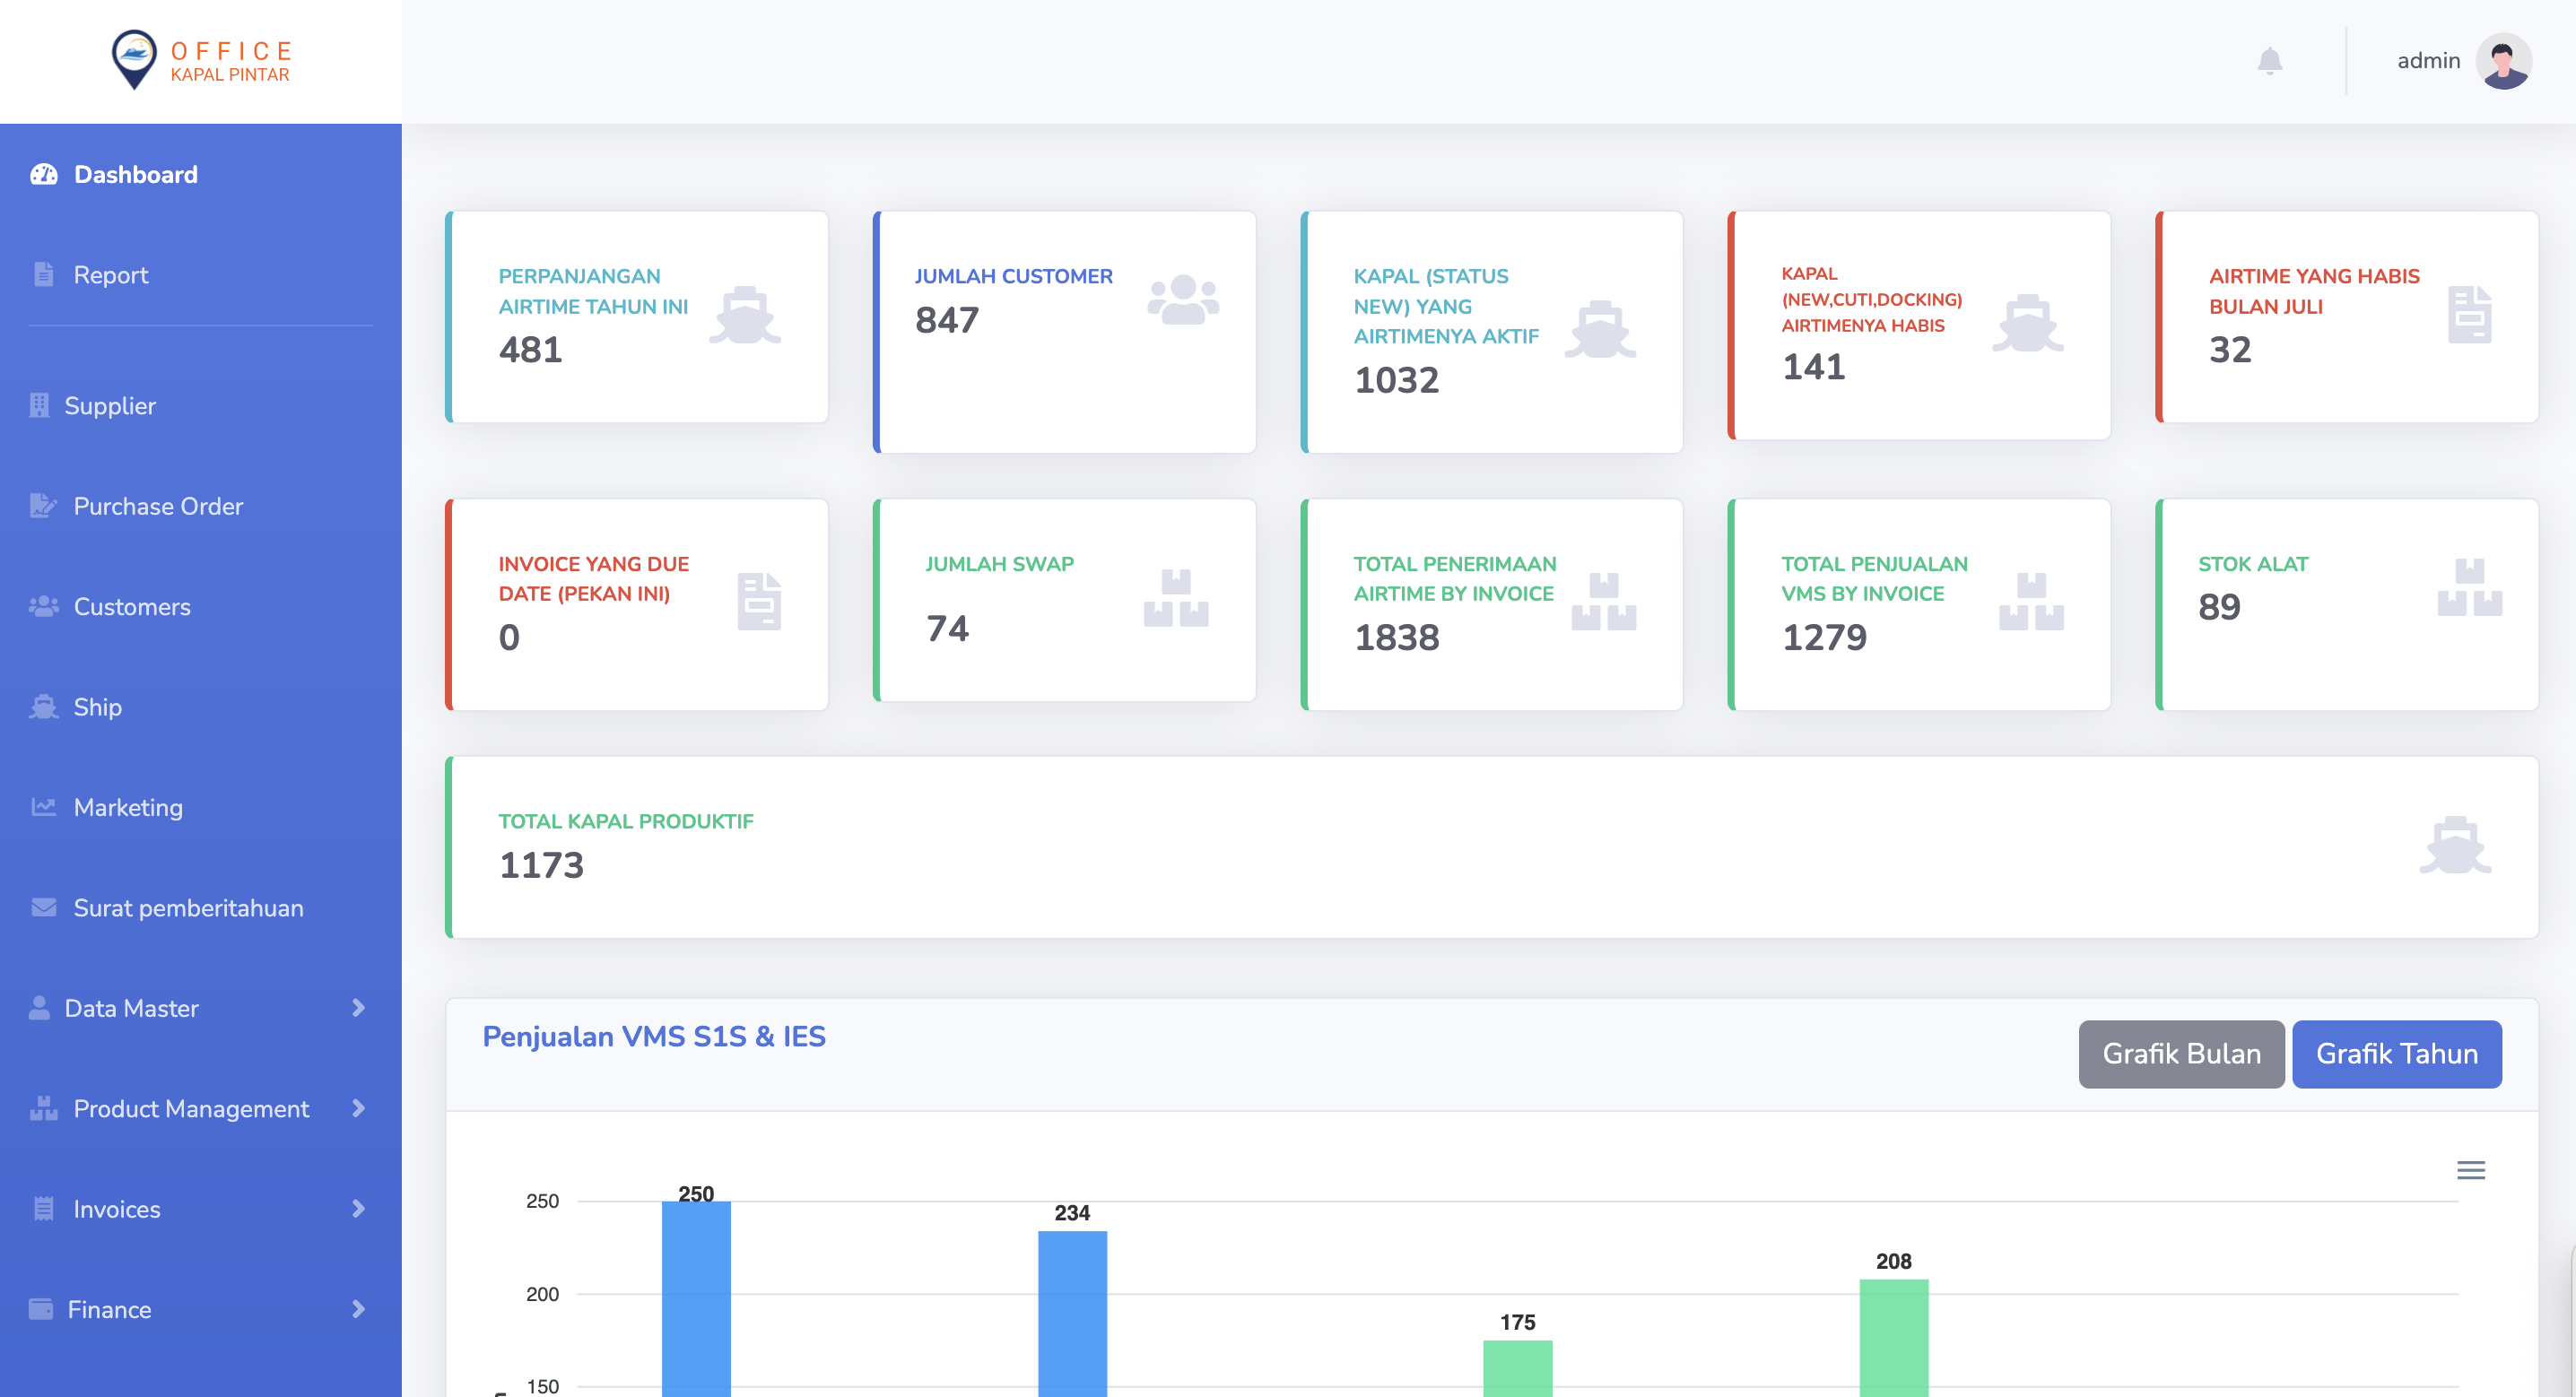 OFFICE
KAPAL PINTAR
admin
Dashboard
Report
Supplier
Purchase Order
Customers
Ship
Marketing
Surat pemberitahuan
Data Master
Product Management
Invoices
Finance
PERPANJANGAN
AIRTIME TAHUN INI
481
JUMLAH CUSTOMER
847
KAPAL (STATUS
NEW) YANG
AIRTIMENYA AKTIF
1032
KAPAL
(NEW,CUTI,DOCKING)
AIRTIMENYA HABIS
141
AIRTIME YANG HABIS
BULAN JULI
32
INVOICE YANG DUE
DATE (PEKAN INI)
0
JUMLAH SWAP
74
TOTAL PENERIMAAN
AIRTIME BY INVOICE
1838
TOTAL PENJUALAN
VMS BY INVOICE
1279
STOK ALAT
89
TOTAL KAPAL PRODUKTIF
1173
Penjualan VMS S1S & IES
Grafik Bulan
Grafik Tahun
250
200
150
250
234
175
208